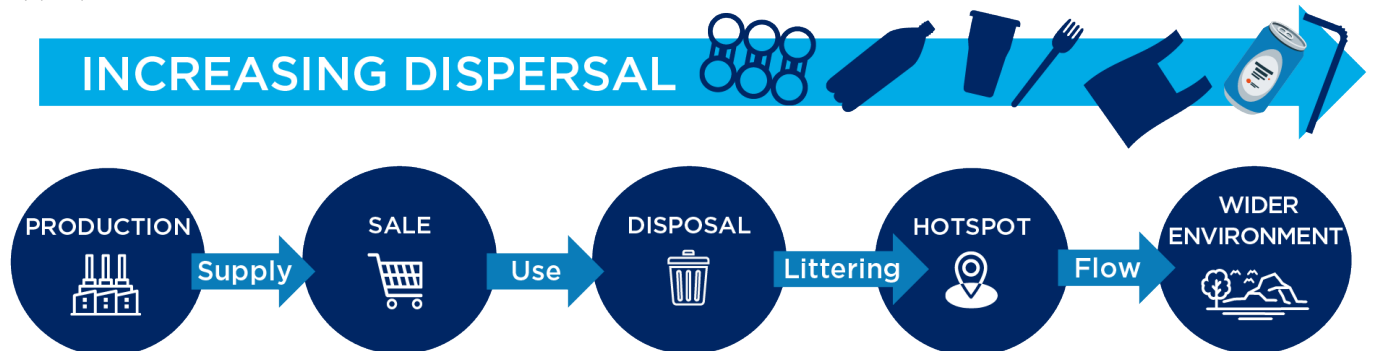 INCREASING DISPERSAL
PRODUCTION
Supply
SALE
Use
DISPOSAL
Littering
HOTSPOT
Flow
WIDER
ENVIRONMENT